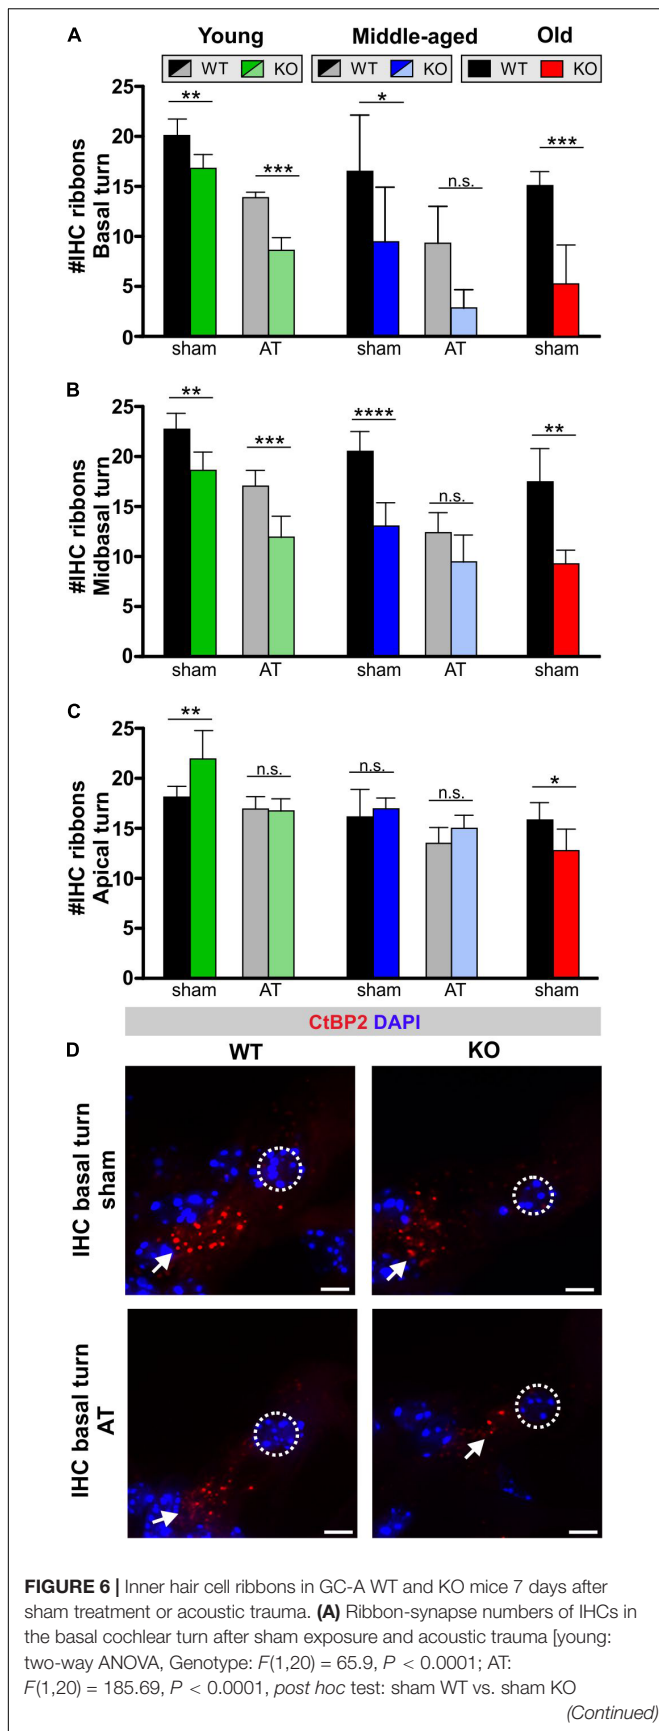 A
Young Middle-aged Old
WT KO WT KO WT KO
#IHC ribbons
Basal turn
25
20
15
10
5
0
** *** * n.s. ***
sham AT sham AT sham
B
#IHC ribbons
Midbasal turn
25
20
15
10
5
0
** *** **** n.s. **
sham AT sham AT sham
C
#IHC ribbons
Apical turn
25
20
15
10
5
0
** n.s. n.s. n.s. *
sham AT sham AT sham
CtBP2 DAPI
D
WT KO
IHC basal turn
sham
IHC basal turn
AT
FIGURE 6 | Inner hair cell ribbons in GC-A WT and KO mice 7 days after
sham treatment or acoustic trauma. (A) Ribbon-synapse numbers of IHCs in
the basal cochlear turn after sham exposure and acoustic trauma [young:
two-way ANOVA, Genotype: F(1,20) = 65.9, P < 0.0001; AT:
F(1,20) = 185.69, P < 0.0001, post hoc test: sham WT vs. sham KO
(Continued)